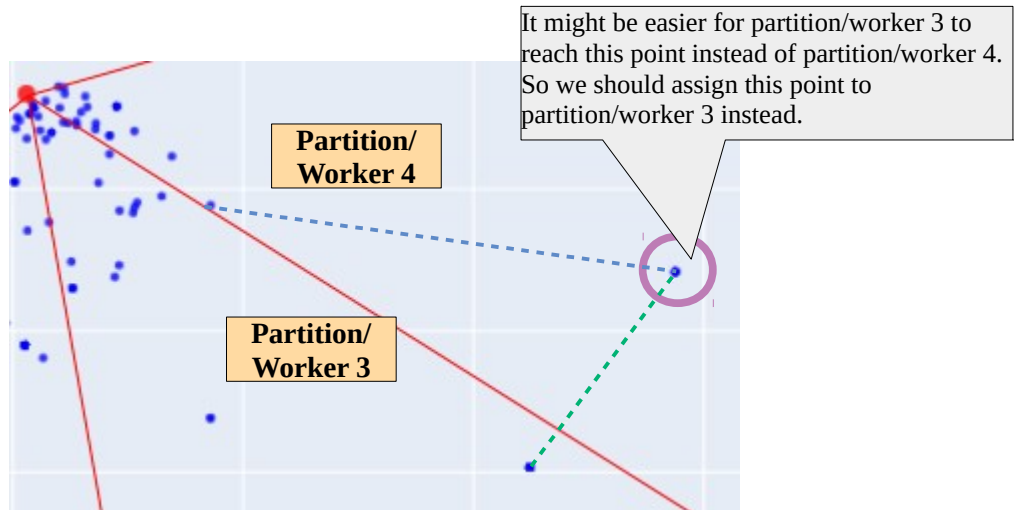 It might be easier for partition/worker 3 to
reach this point instead of partition/worker 4.
So we should assign this point to
partition/worker 3 instead.
Partition/
Worker 4
Partition/
Worker 3